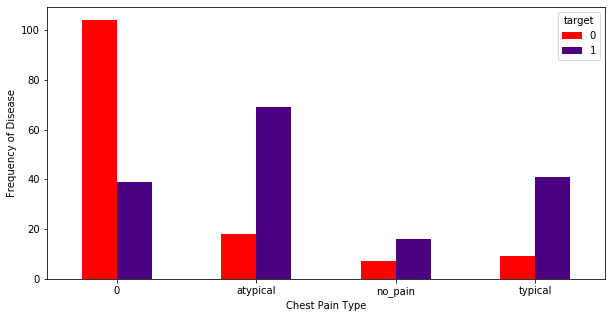 target
0
1
100
80
60
40
20
0
Frequency of Disease
0 atypical no_pain typical
Chest Pain Type